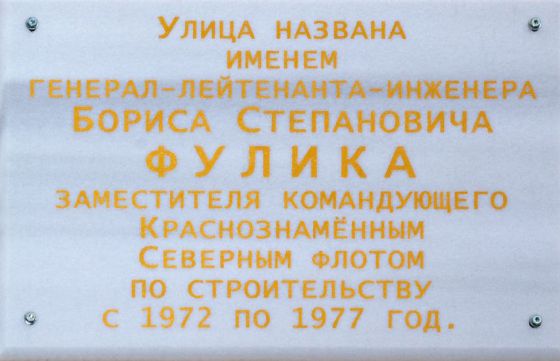 Улица названа
именем
генерал-лейтенанта-инженера
Бориса Степановича
ФУЛИКА
заместителя командующего
Краснознамённым
Северным флотом
по строительству
с 1972 по 1977 год.